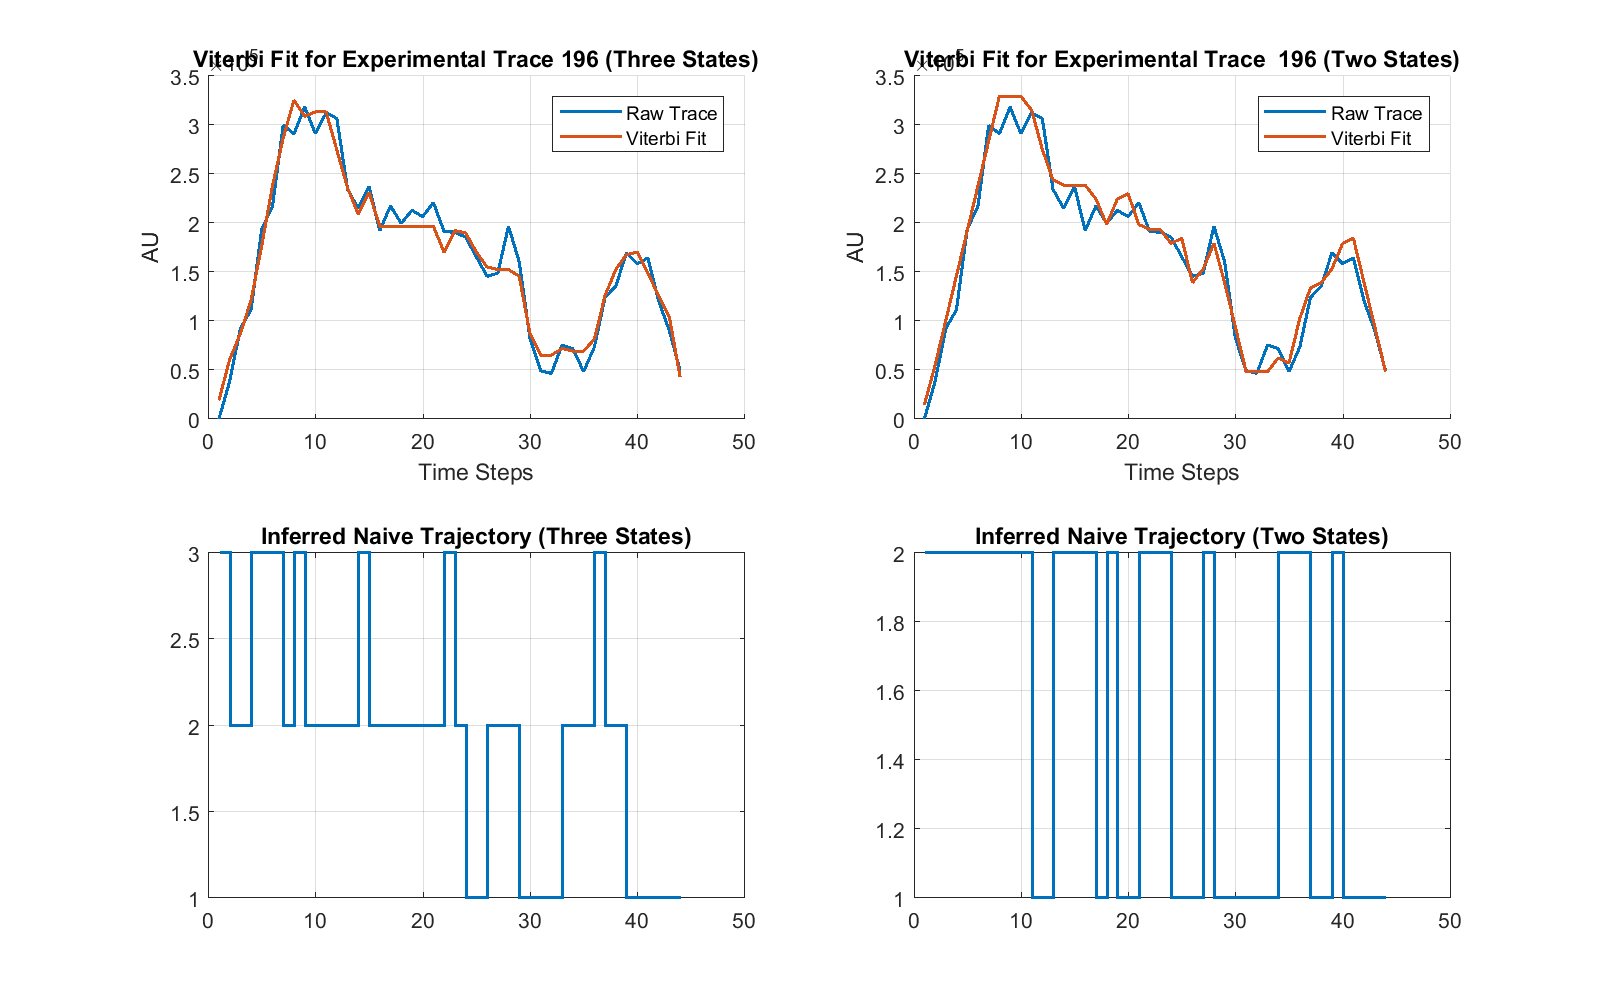 Viterbi Fit for Experimental Trace 196 (Three States)
×10^5
3.5
3
2.5
2
1.5
1
0.5
0
AU
0 10 20 30 40 50
Time Steps
Raw Trace
Viterbi Fit
Viterbi Fit for Experimental Trace  196 (Two States)
×10^5
3.5
3
2.5
2
1.5
1
0.5
0
AU
0 10 20 30 40 50
Time Steps
Raw Trace
Viterbi Fit
Inferred Naive Trajectory (Three States)
3
2.5
2
1.5
1
0 10 20 30 40 50
Inferred Naive Trajectory (Two States)
2
1.8
1.6
1.4
1.2
1
0 10 20 30 40 50